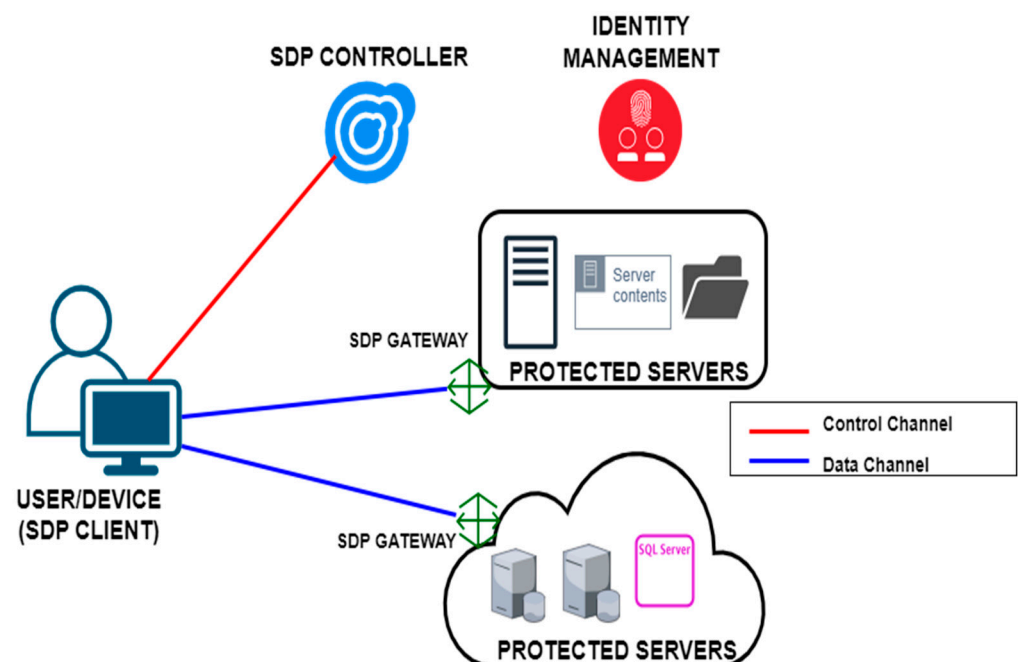 IDENTITY
MANAGEMENT
SDP CONTROLLER
Server
contents
SDP GATEWAY
PROTECTED SERVERS
Control Channel
Data Channel
USER/DEVICE
(SDP CLIENT)
SDP GATEWAY
SQL Server
PROTECTED SERVERS